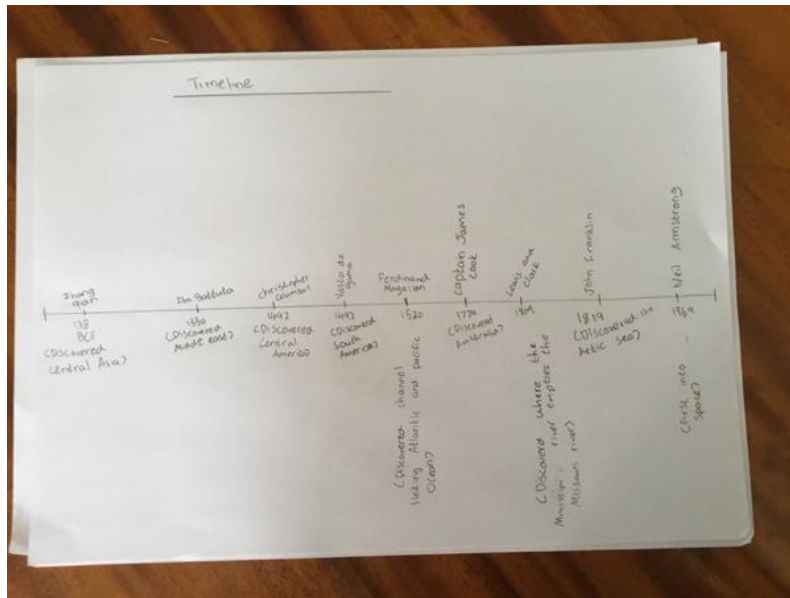 Timeline
Zhang
qian
138
BCE
(Discovered
Central Asia)
Ibn Battuta
1330
(Discovered
Middle east)
Christopher
Columbus
1492
(Discovered
Central
America)
Vasco da
gama
1497
(Discovered
South
America)
Ferdinand
Magellan
1520
(Discovered channel
linking Atlantic and pacific
Ocean)
Captain James
Cook
1770
(Discovered
Australia)
Lewis and
Clark
(Discovered where the
river empties the
Missouri river)
John Franklin
1819
(Discovered the
Artic sea)
Neil Armstrong
1969
(First into
Space)